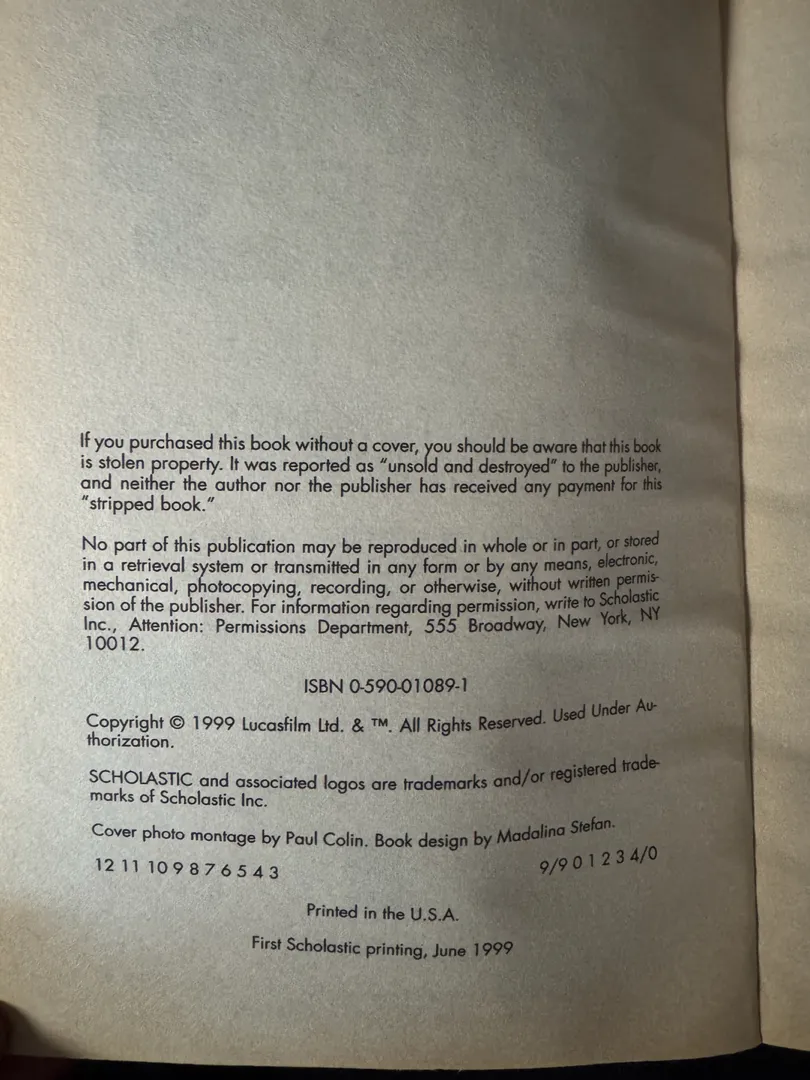 If you purchased this book without a cover, you should be aware that this book
is stolen property. It was reported as "unsold and destroyed" to the publisher,
and neither the author nor the publisher has received any payment for this
"stripped book."
No part of this publication may be reproduced in whole or in part, or stored
in a retrieval system or transmitted in any form or by any means, electronic,
mechanical, photocopying, recording, or otherwise, without written permis-
sion of the publisher. For information regarding permission, write to Scholastic
Inc., Attention: Permissions Department, 555 Broadway, New York, NY
10012.
ISBN 0-590-01089-1
Copyright © 1999 Lucasfilm Ltd. & ™. All Rights Reserved. Used Under Au-
thorization.
SCHOLASTIC and associated logos are trademarks and/or registered trade-
marks of Scholastic Inc.
Cover photo montage by Paul Colin. Book design by Madalina Stefan.
12 11 10 9 8 7 6 5 4 3 9/9 0 1 2 3 4/0
Printed in the U.S.A.
First Scholastic printing, June 1999